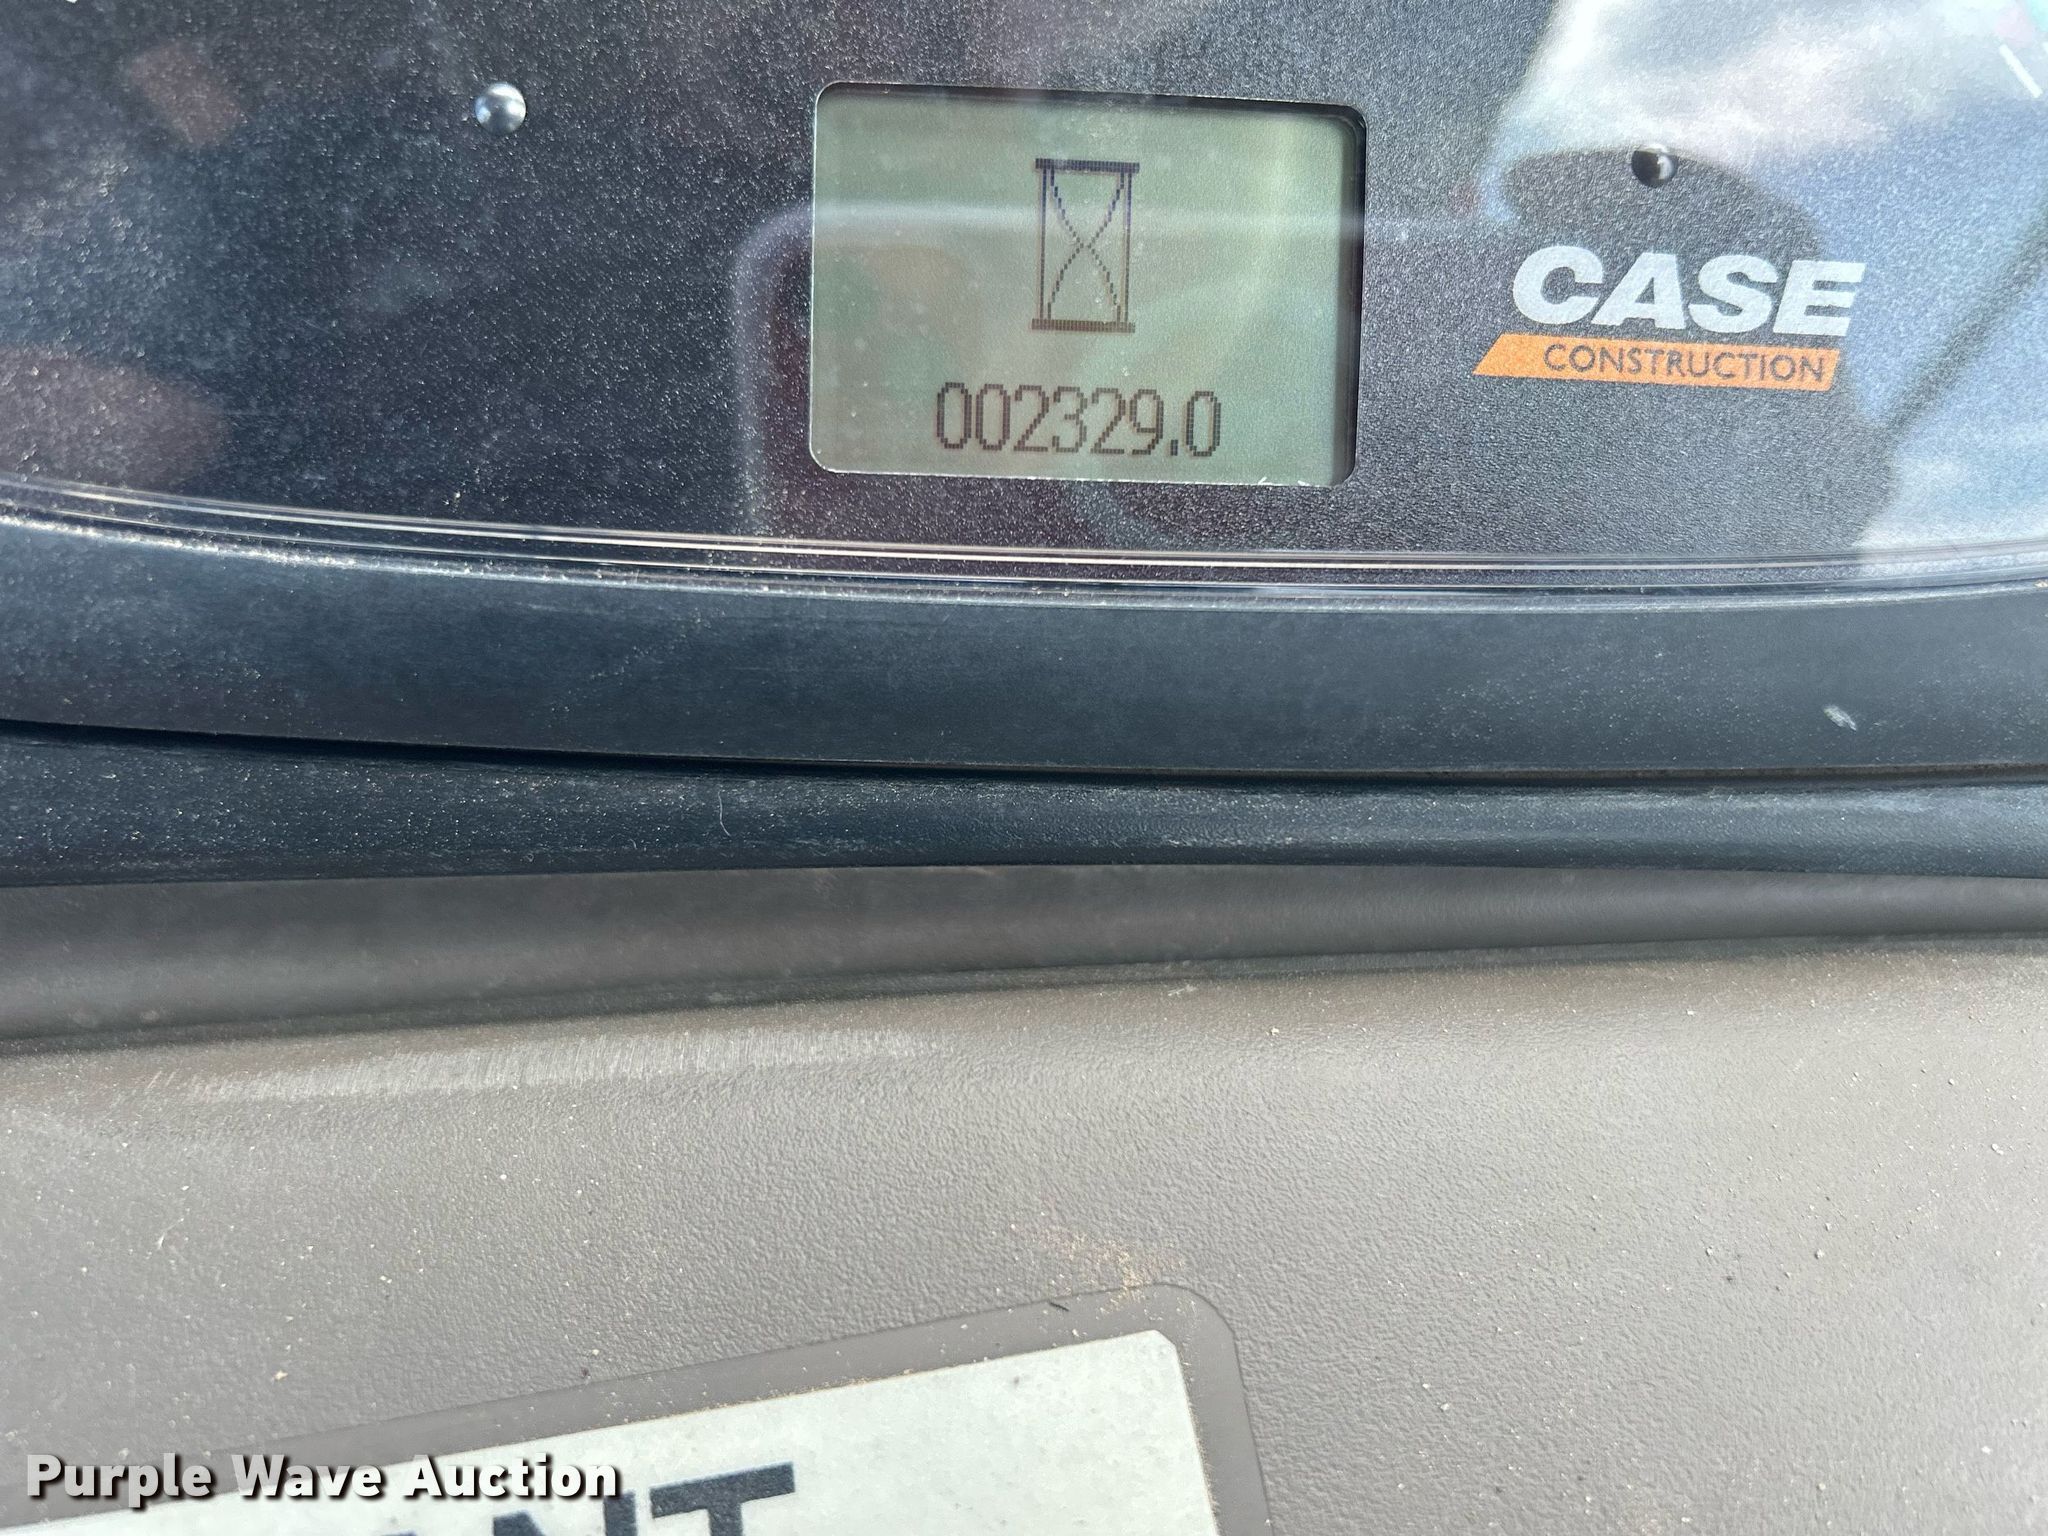 CASE
CONSTRUCTION
002329.0
Purple Wave Auction